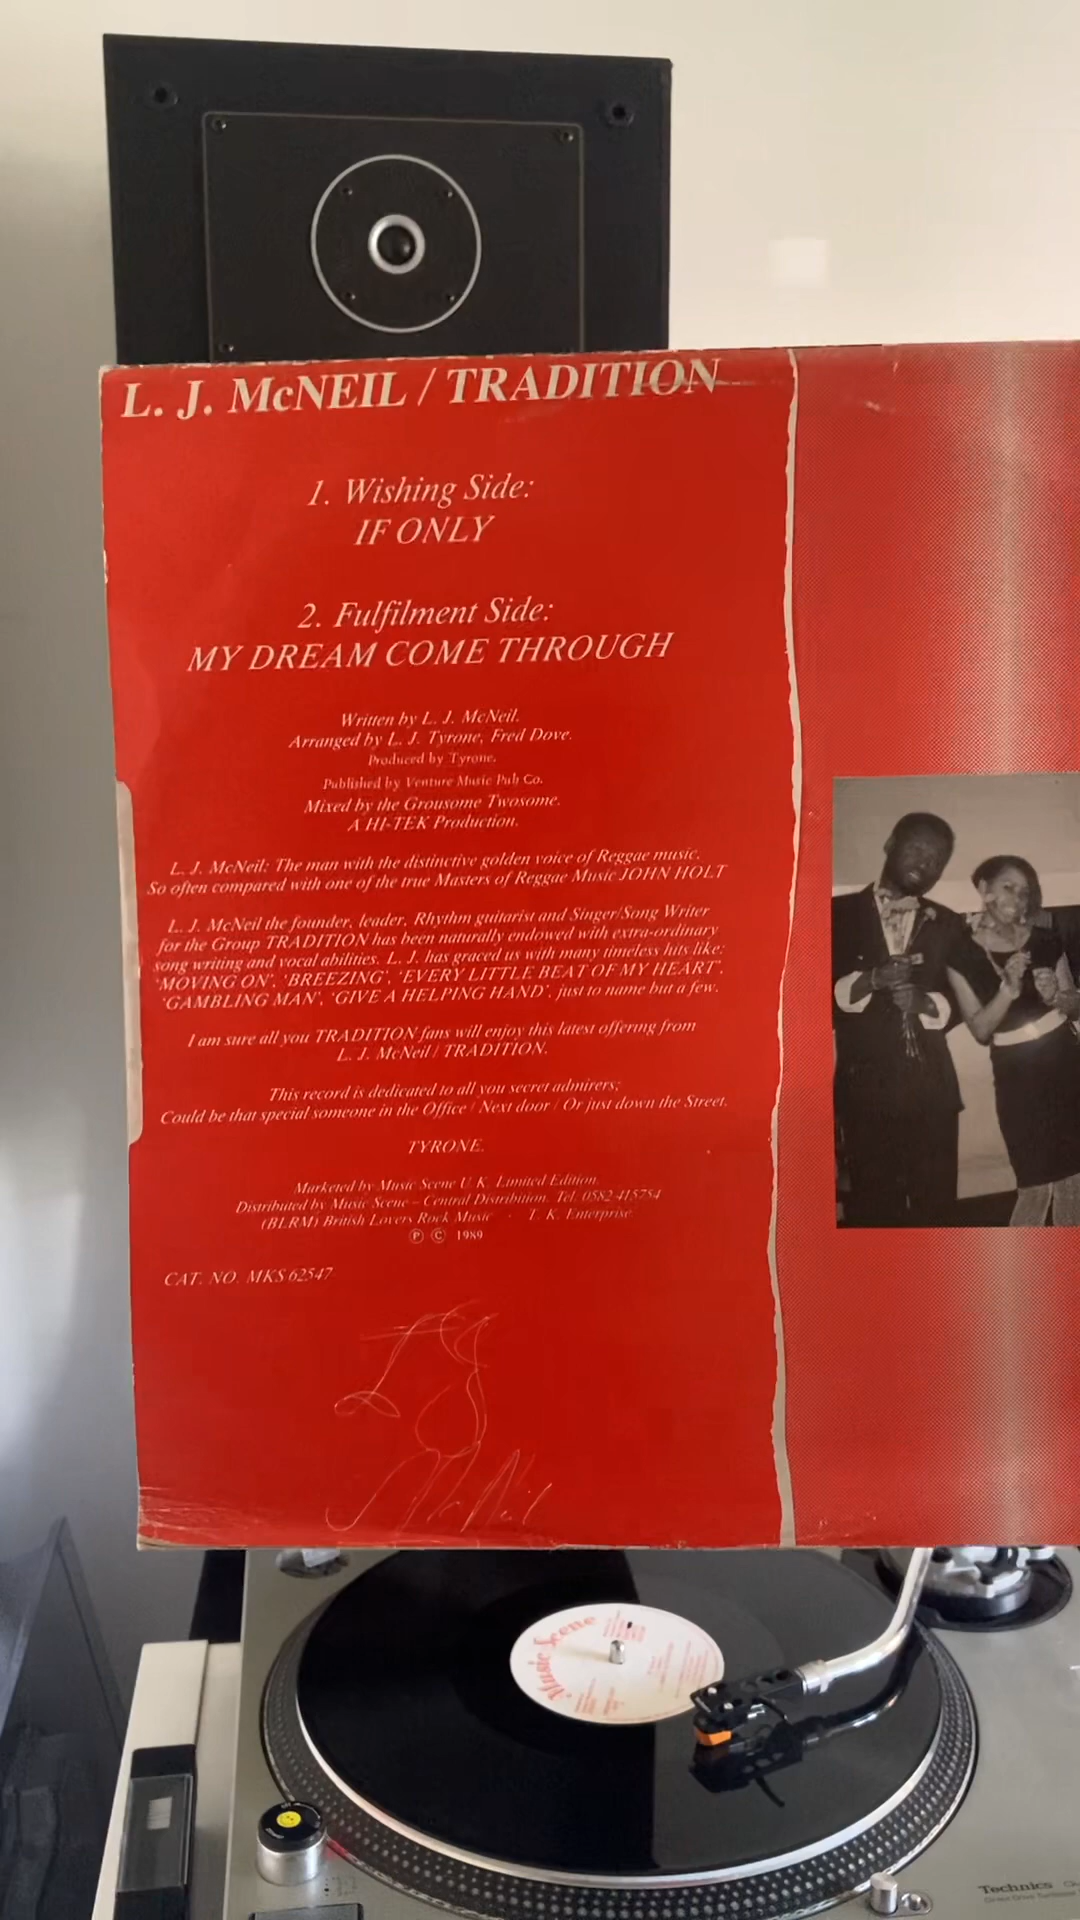 L. J. McNEIL / TRADITION
1. Wishing Side:
IF ONLY
2. Fulfilment Side:
MY DREAM COME THROUGH
Written by L. J. McNeil.
Arranged by L. J. Tyrone, Fred Dove.
Produced by Tyrone.
Published by Venture Music Pub Co.
Mixed by the Grousome Twosome.
A HI-TEK Production.
L. J. McNeil: The man with the distinctive golden voice of Reggae music.
So often compared with one of the true Masters of Reggae Music JOHN HOLT
L. J. McNeil the founder, leader, Rhythm guitarist and Singer/Song Writer
for the Group TRADITION has been naturally endowed with extra-ordinary
song writing and vocal abilities. L. J. has graced us with many timeless hits like:
'MOVING ON', 'BREEZING', 'EVERY LITTLE BEAT OF MY HEART',
'GAMBLING MAN', 'GIVE A HELPING HAND', just to name but a few.
I am sure all you TRADITION fans will enjoy this latest offering from
L. J. McNeil / TRADITION.
This record is dedicated to all you secret admirers;
Could be that special someone in the Office / Next door / Or just down the Street.
TYRONE.
Marketed by Music Scene U.K. Limited Edition.
Distributed by Music Scene – Central Distribution. Tel. 0582 415754
(BLRM) British Lovers Rock Music · T. K. Enterprise.
℗ © 1989
CAT. NO. MKS 62547
L J
McNeil
Music Scene
Technics